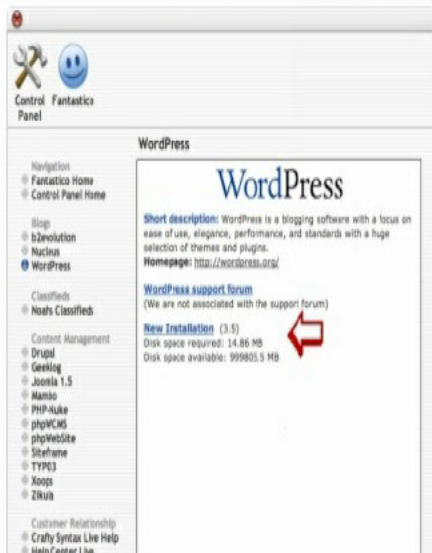 Control Panel
Fantastico
WordPress
Navigation
Fantastico Home
Control Panel Home
Blogs
b2evolution
Nucleus
WordPress
Classifieds
Noahs Classifieds
Content Management
Drupal
Geeklog
Joomla 1.5
Mambo
PHP-Nuke
phpWCMS
phpWebSite
Siteframe
TYPO3
Xoops
Zikula
Customer Relationship
Crafty Syntax Live Help
Help Center Live
WordPress
Short description: WordPress is a blogging software with a focus on
ease of use, elegance, performance, and standards with a huge
selection of themes and plugins.
Homepage: http://wordpress.org/
WordPress support forum
(We are not associated with the support forum)
New Installation (3.5)
Disk space required: 14.86 MB
Disk space available: 999805.5 MB